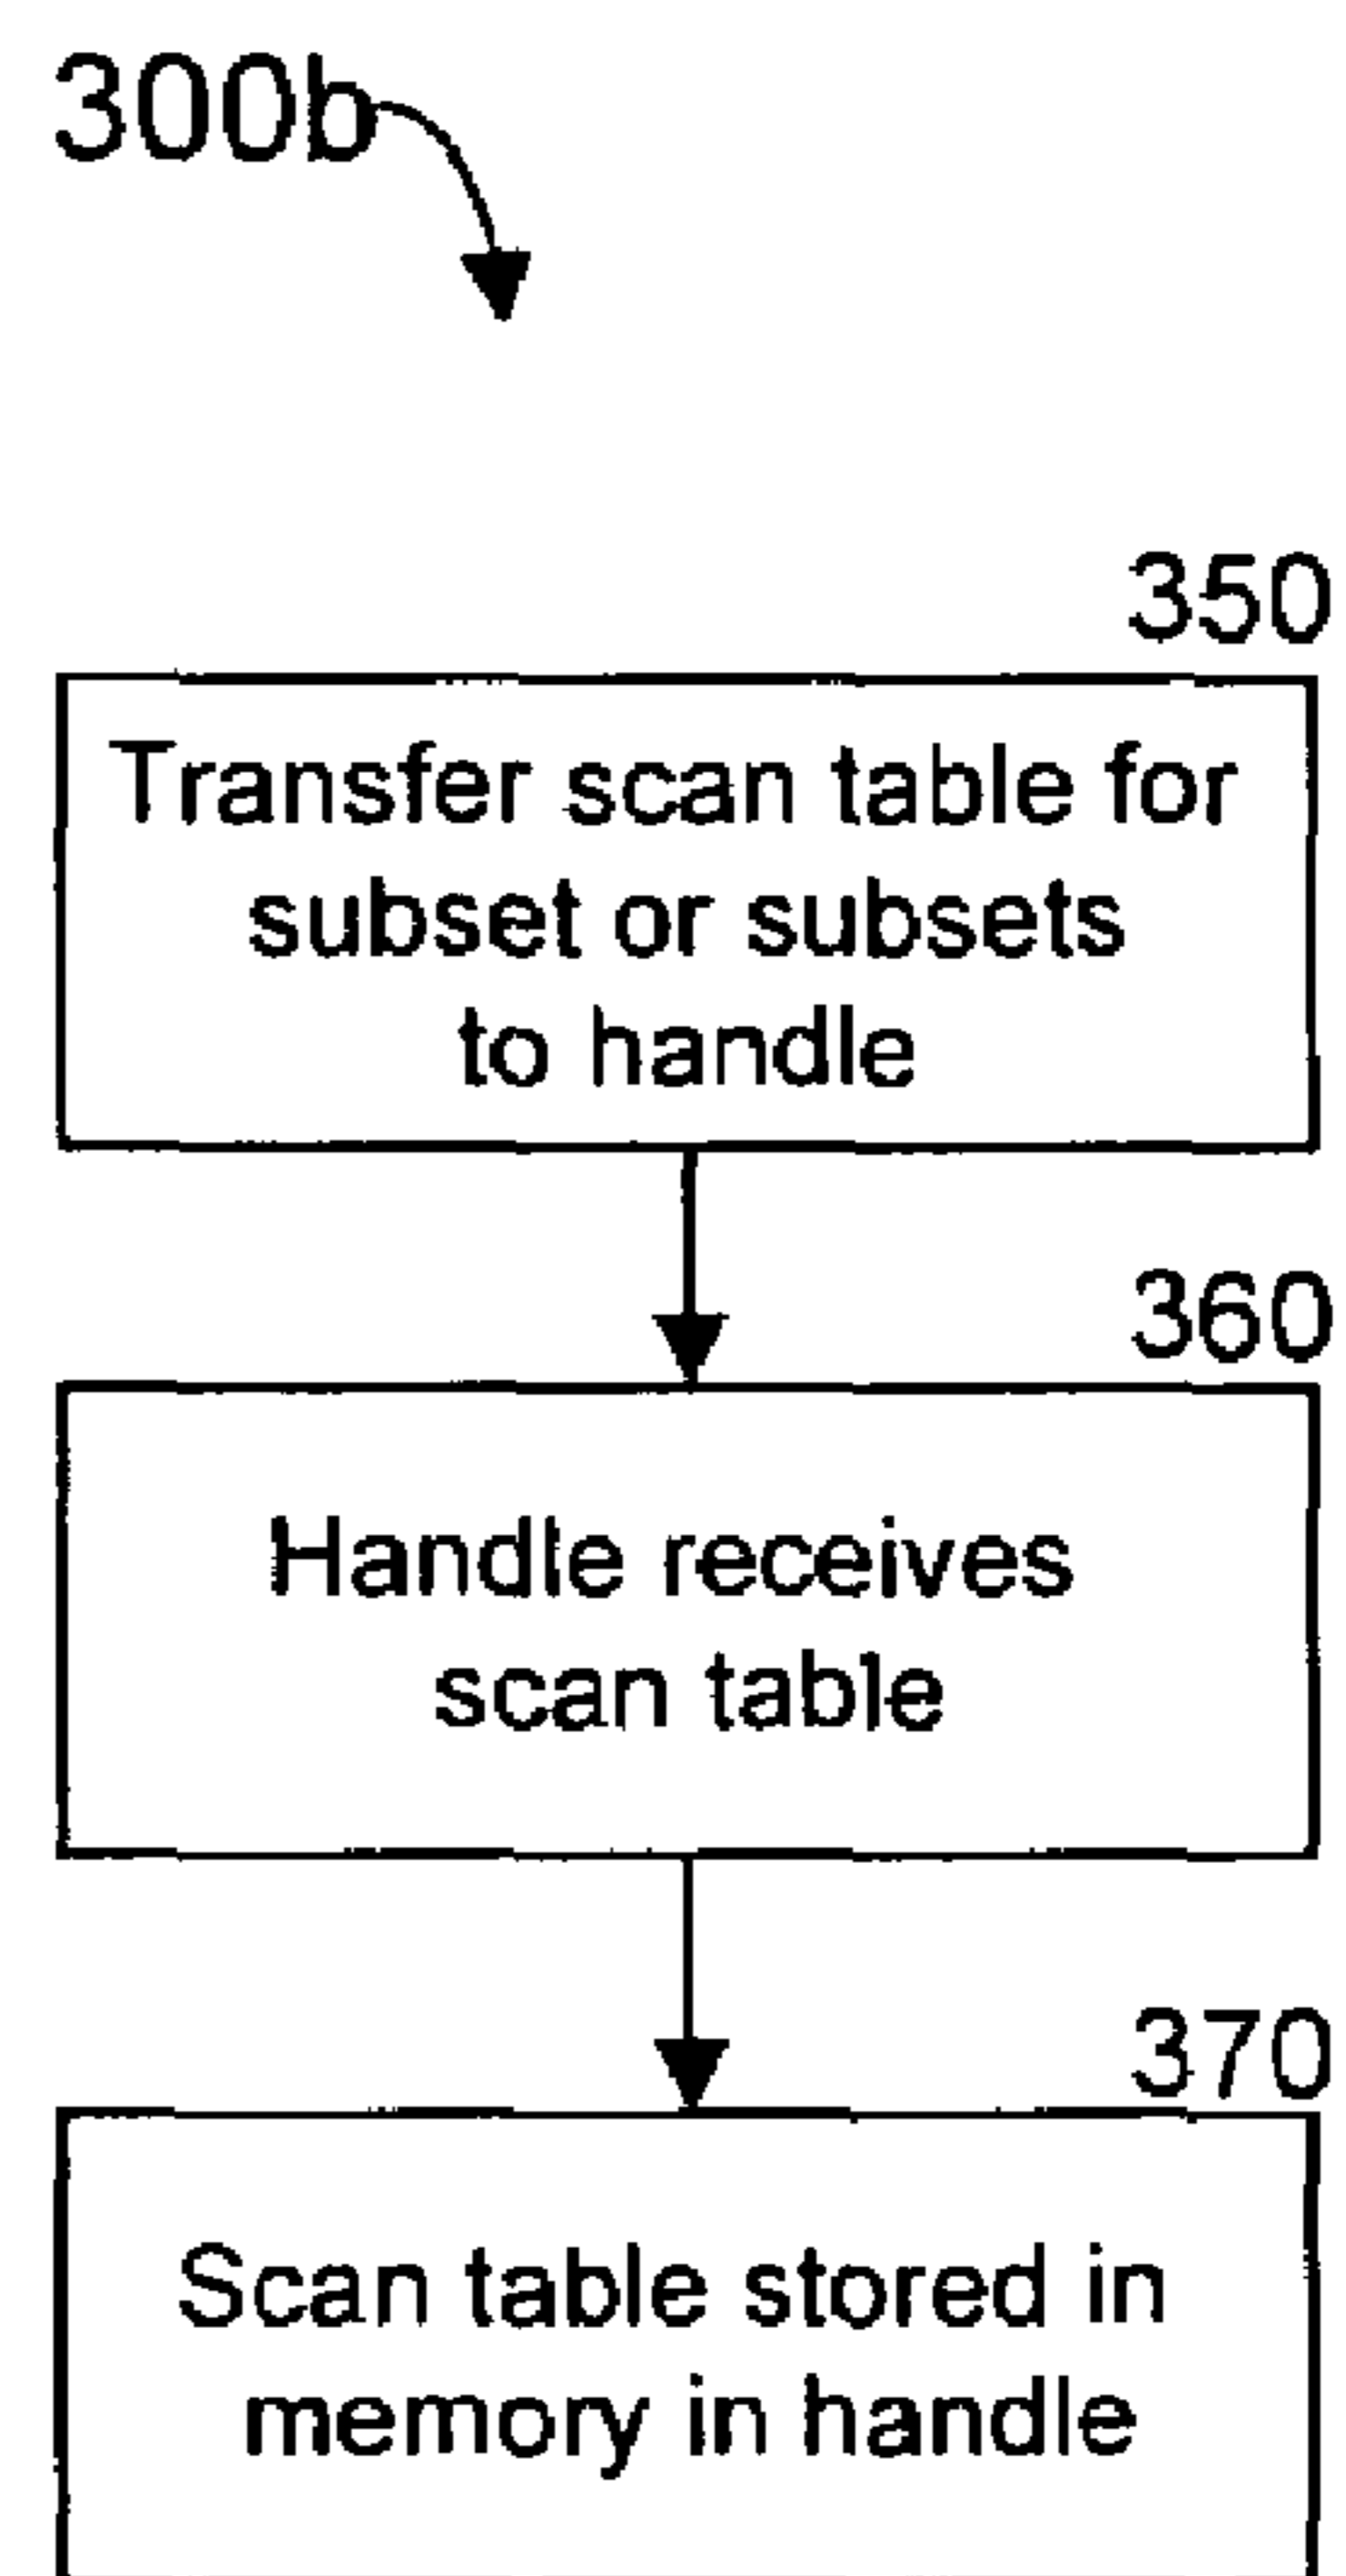 300b
350
Transfer scan table for
subset or subsets
to handle
360
Handle receives
scan table
370
Scan table stored in
memory in handle